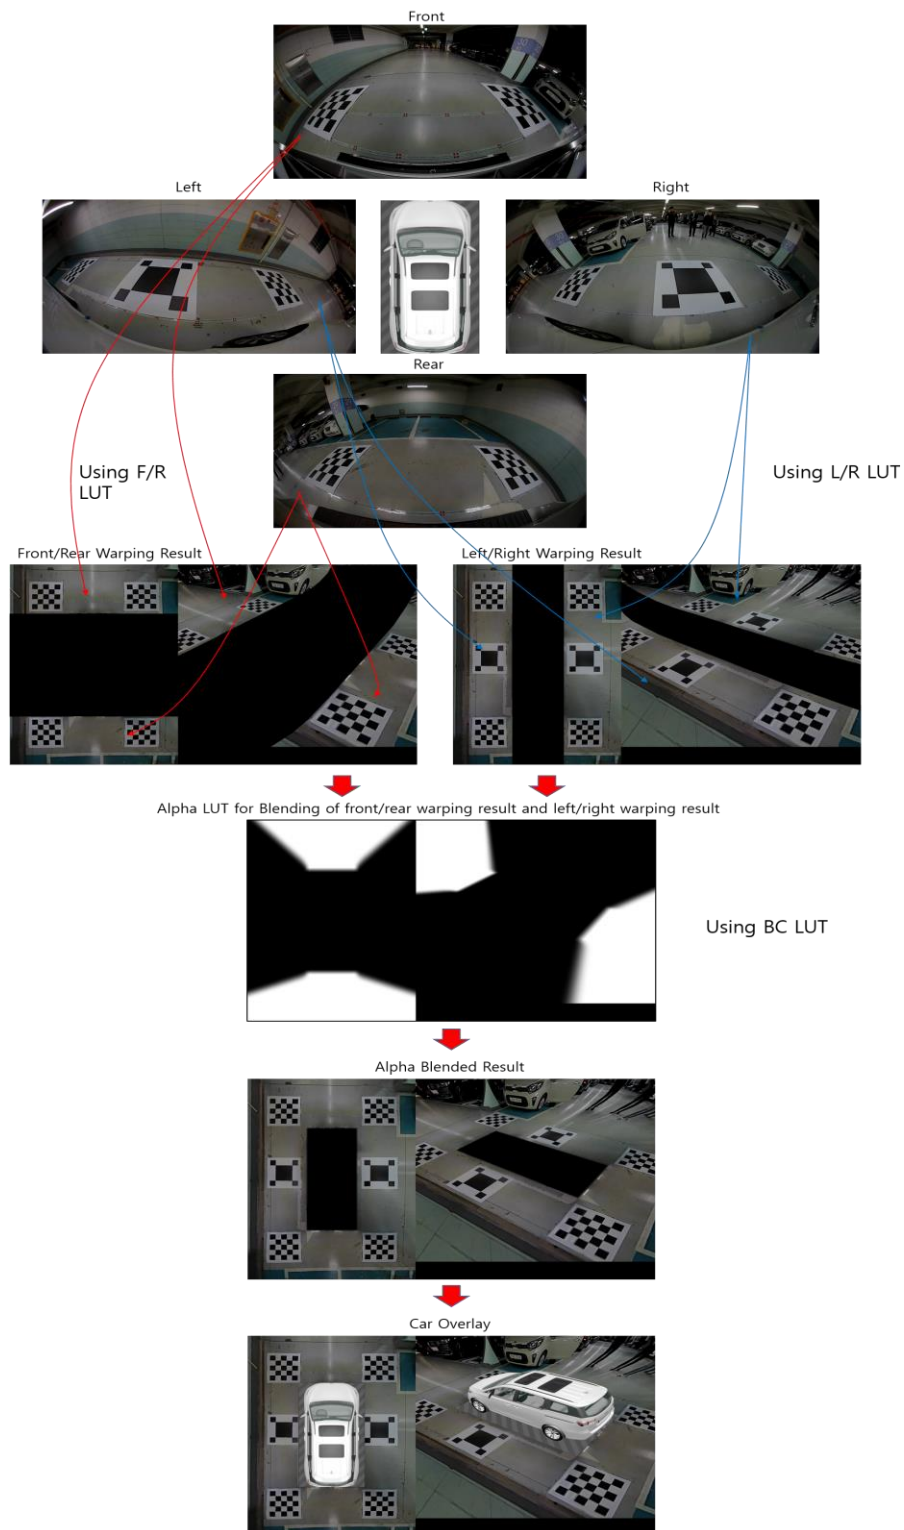 Front
Left
Right
Rear
Using F/R
LUT
Using L/R LUT
Front/Rear Warping Result
Left/Right Warping Result
Alpha LUT for Blending of front/rear warping result and left/right warping result
Using BC LUT
Alpha Blended Result
Car Overlay